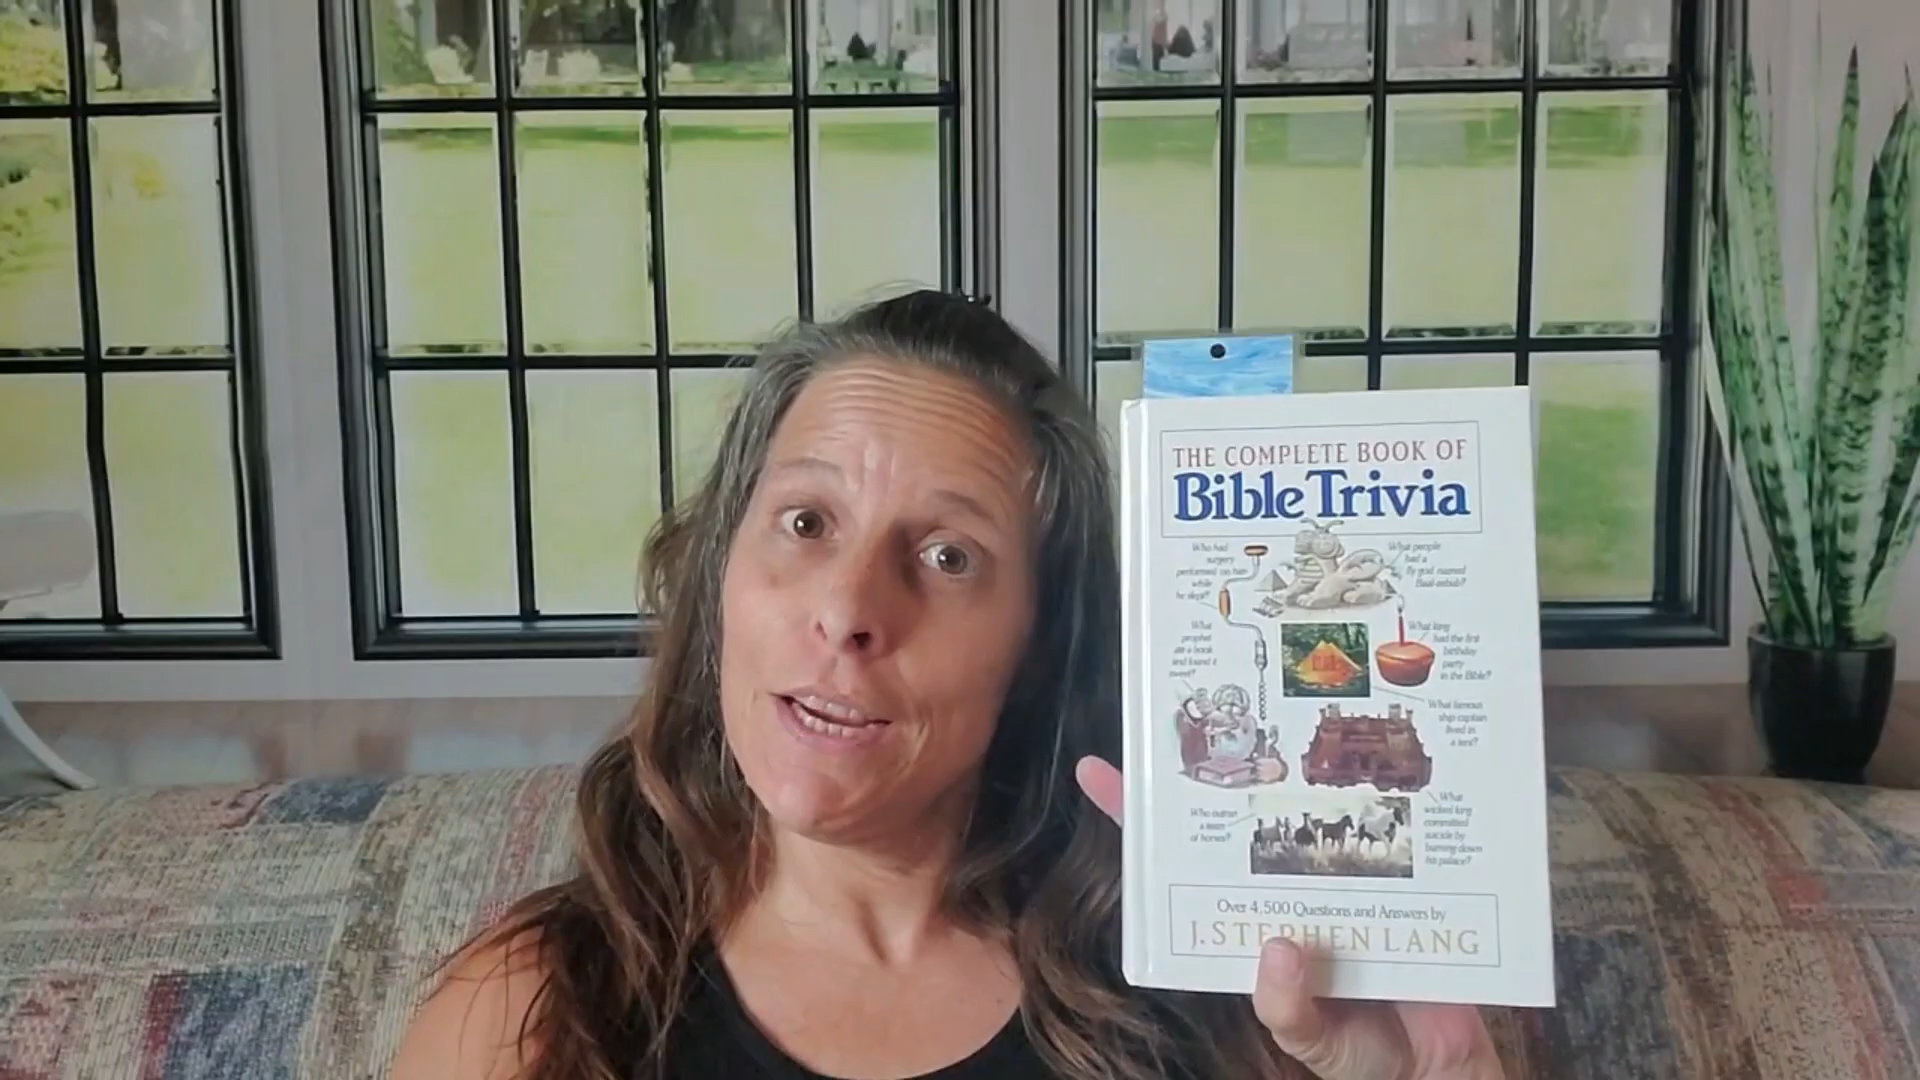 THE COMPLETE BOOK OF
Bible Trivia
Who had
surgery
performed on him
while
he slept?
What people
had a
fly god named
Baal-zebub?
What
prophet
ate a book
and found it
sweet?
What king
had the first
birthday
party
in the Bible?
What famous
ship captain
lived in
a tent?
Who outran
a team
of horses?
What
wicked king
committed
suicide by
burning down
his palace?
Over 4,500 Questions and Answers by
J. STEPHEN LANG